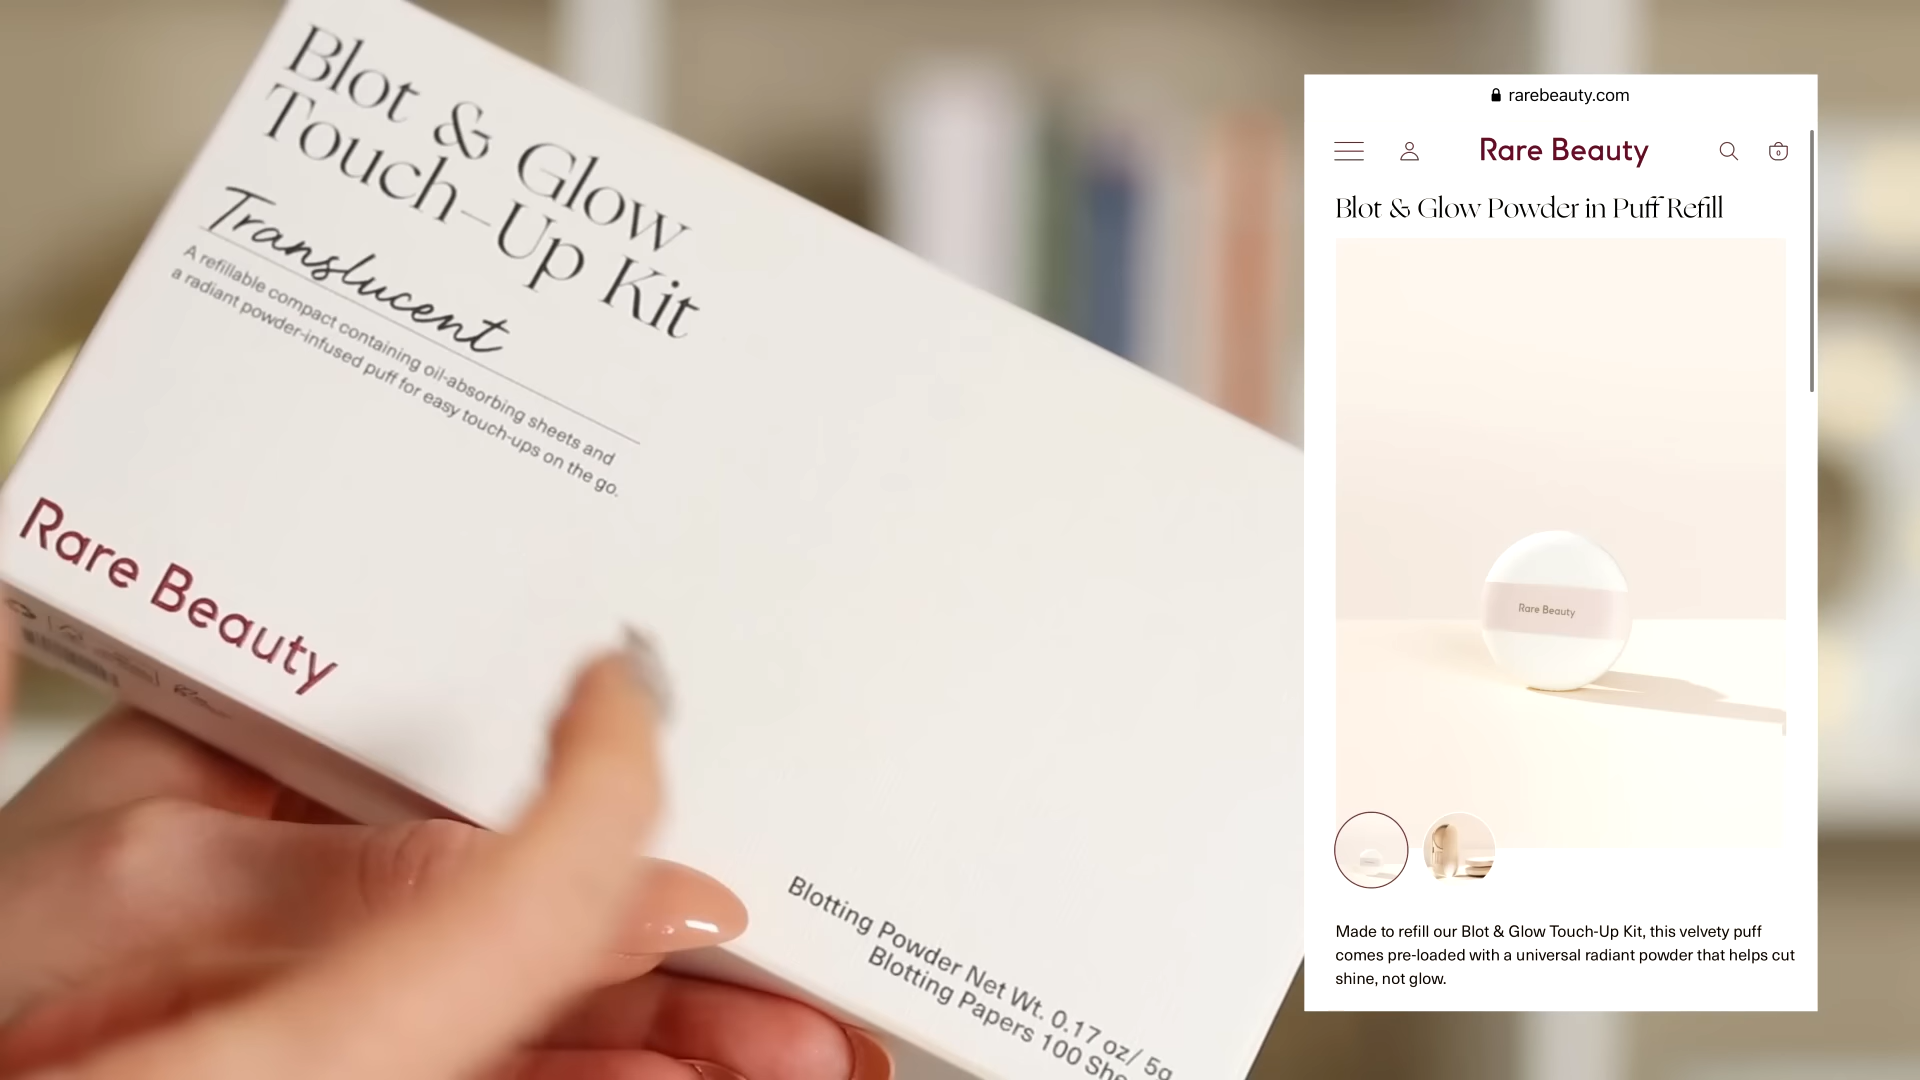 Blot & Glow
Touch-Up Kit
Translucent
A refillable compact containing oil-absorbing sheets and
a radiant powder-infused puff for easy touch-ups on the go.
Rare Beauty
Blotting Powder Net Wt. 0.17 oz/ 5g
Blotting Papers 100
rarebeauty.com
Rare Beauty
0
Blot & Glow Powder in Puff Refill
Rare Beauty
Made to refill our Blot & Glow Touch-Up Kit, this velvety puff
comes pre-loaded with a universal radiant powder that helps cut
shine, not glow.